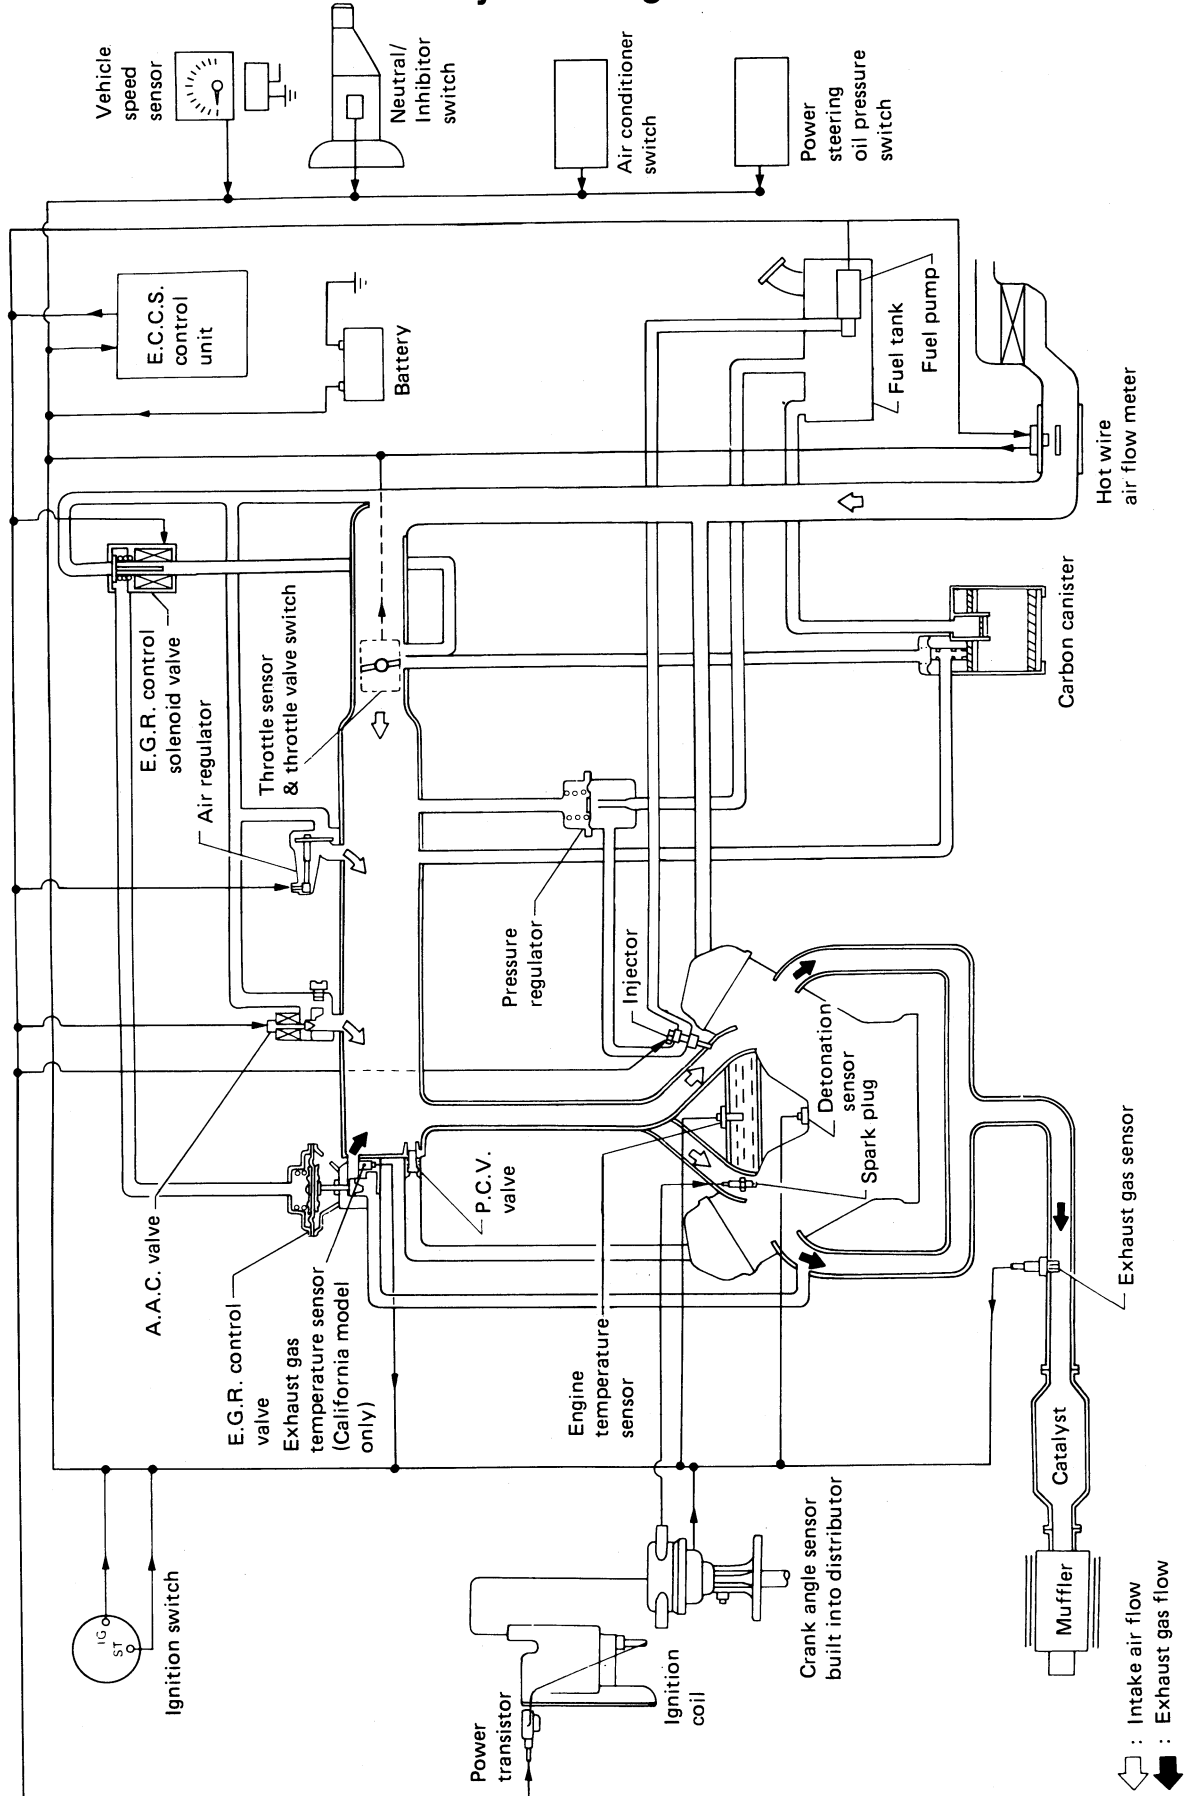 Vehicle
speed
sensor
Neutral/
Inhibitor
switch
Air conditioner
switch
Power
steering
oil pressure
switch
E.C.C.S.
control
unit
Battery
Fuel tank
Fuel pump
Hot wire
air flow meter
E.G.R. control
solenoid valve
Air regulator
Throttle sensor
& throttle valve switch
Carbon canister
Pressure
regulator
Injector
Detonation
sensor
Spark plug
A.A.C. valve
P.C.V.
valve
E.G.R. control
valve
Exhaust gas
temperature sensor
(California model
only)
Engine
temperature
sensor
Exhaust gas sensor
Catalyst
Muffler
IG
ST
Ignition switch
Power
transistor
Ignition
coil
Crank angle sensor
built into distributor
: Intake air flow
: Exhaust gas flow